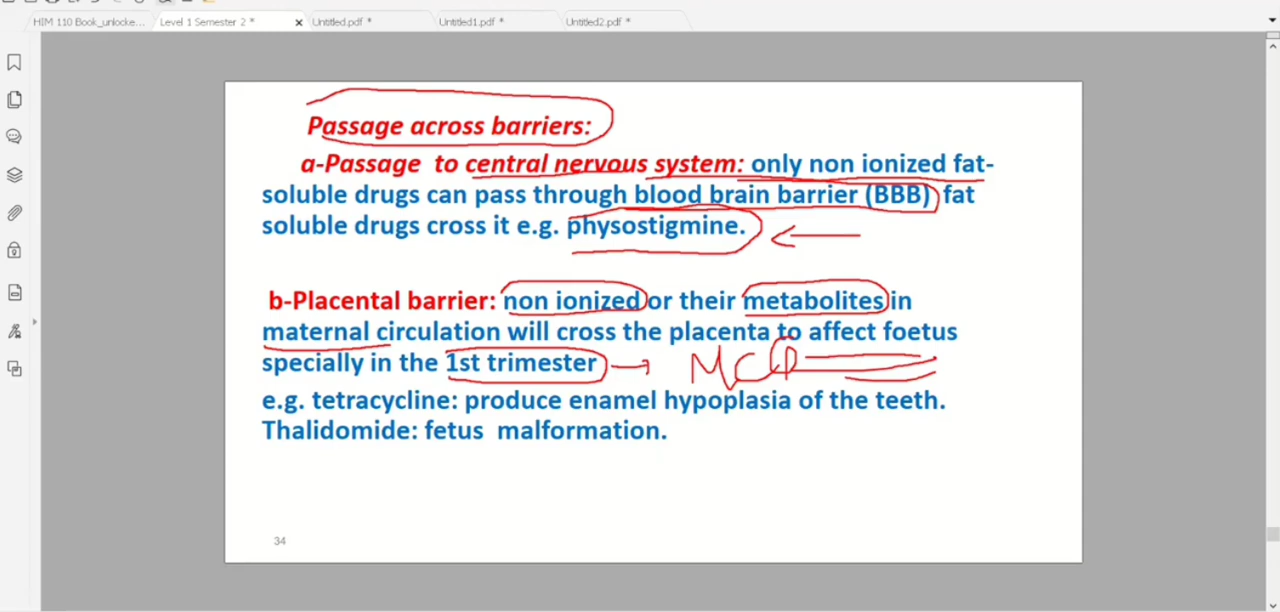 HIM 110 Book_unlocke... Level 1 Semester 2 * Untitled.pdf * Untitled1.pdf * Untitled2.pdf *
Passage across barriers:
a-Passage to central nervous system: only non ionized fat-
soluble drugs can pass through blood brain barrier (BBB) fat
soluble drugs cross it e.g. physostigmine.
b-Placental barrier: non ionized or their metabolites in
maternal circulation will cross the placenta to affect foetus
specially in the 1st trimester MCQ
e.g. tetracycline: produce enamel hypoplasia of the teeth.
Thalidomide: fetus malformation.
34